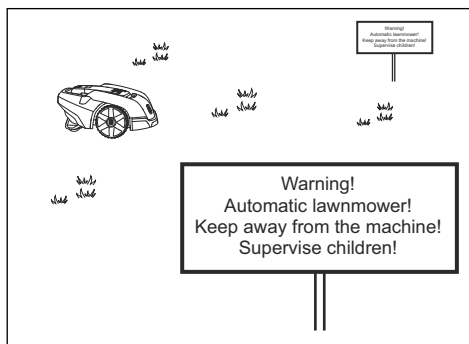 Warning!
Automatic lawnmower!
Keep away from the machine!
Supervise children!
Warning!
Automatic lawnmower!
Keep away from the machine!
Supervise children!